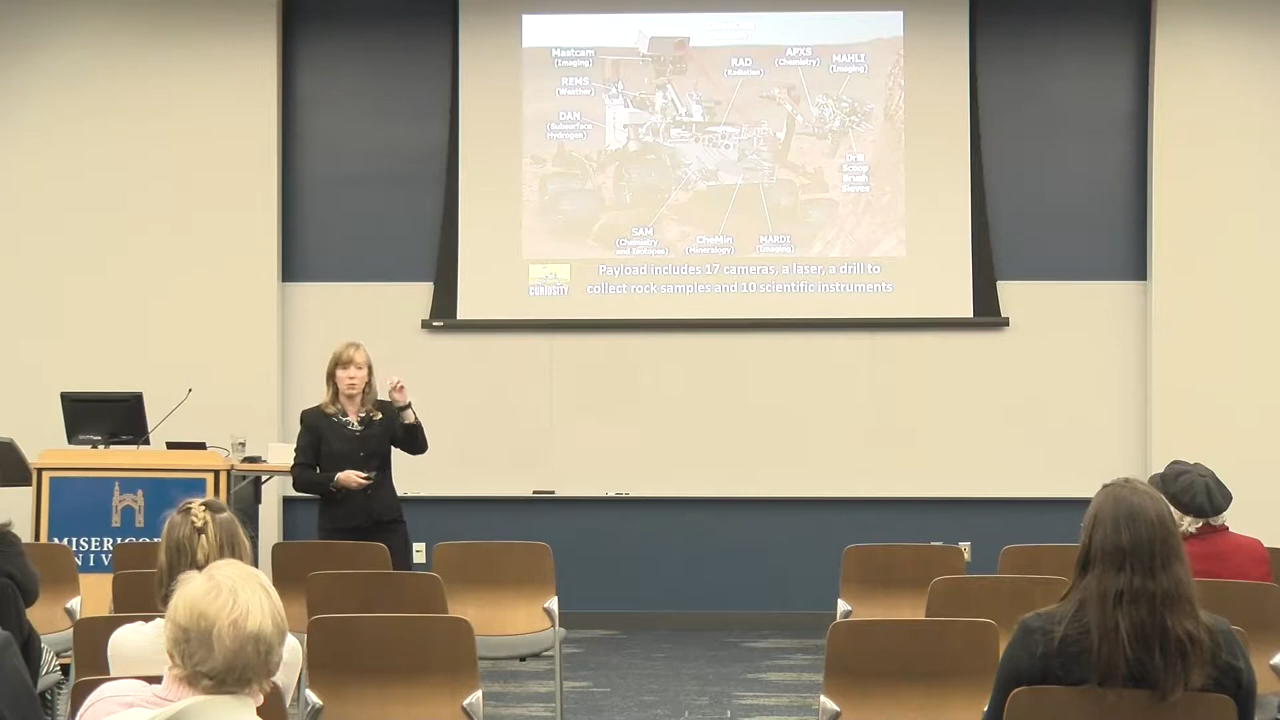 Mastcam
(Imaging)
REMS
(Weather)
DAN
(Subsurface
Hydrogen)
RAD
(Radiation)
APXS
(Chemistry)
MAHLI
(Imaging)
Drill
Scoop
Brush
Sieves
SAM
(Chemistry
and Isotopes)
CheMin
(Mineralogy)
MARDI
(Imaging)
CURIOSITY
Payload includes 17 cameras, a laser, a drill to
collect rock samples and 10 scientific instruments
MISERICO
NIV